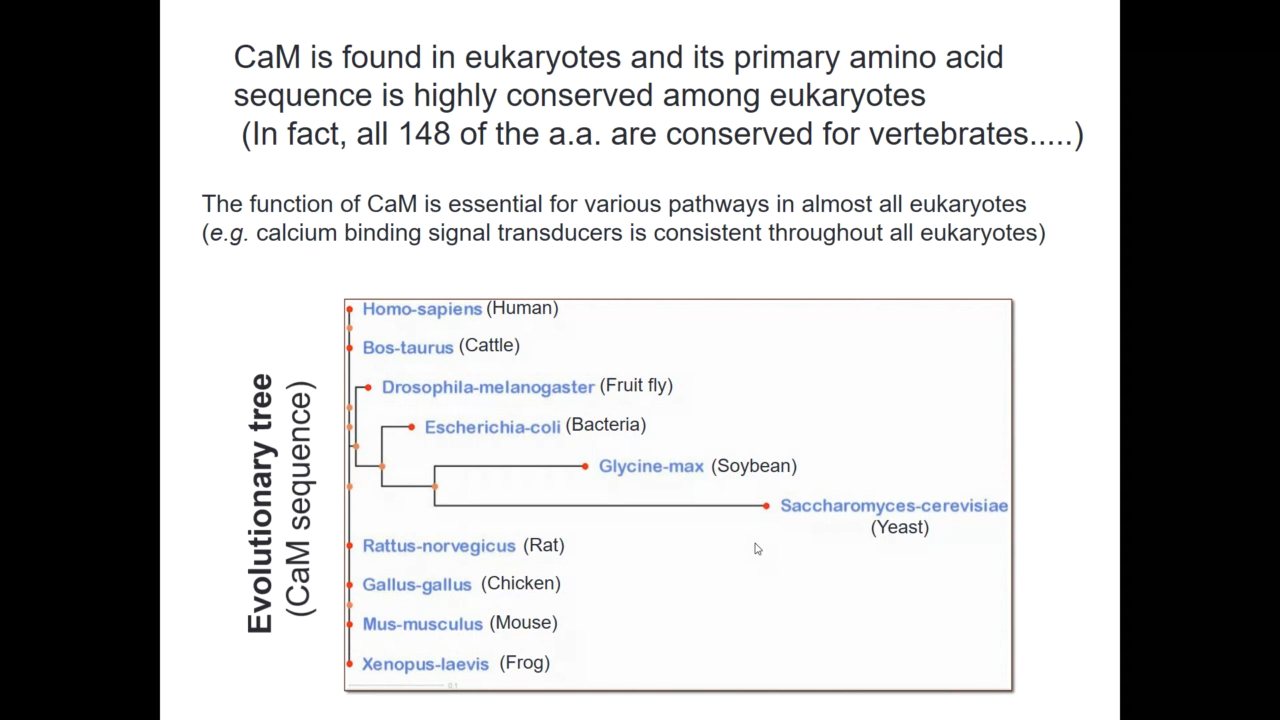 CaM is found in eukaryotes and its primary amino acid
sequence is highly conserved among eukaryotes
(In fact, all 148 of the a.a. are conserved for vertebrates.....)
The function of CaM is essential for various pathways in almost all eukaryotes
(e.g. calcium binding signal transducers is consistent throughout all eukaryotes)
Evolutionary tree
(CaM sequence)
Homo-sapiens (Human)
Bos-taurus (Cattle)
Drosophila-melanogaster (Fruit fly)
Escherichia-coli (Bacteria)
Glycine-max (Soybean)
Saccharomyces-cerevisiae
(Yeast)
Rattus-norvegicus (Rat)
Gallus-gallus (Chicken)
Mus-musculus (Mouse)
Xenopus-laevis (Frog)
0.1